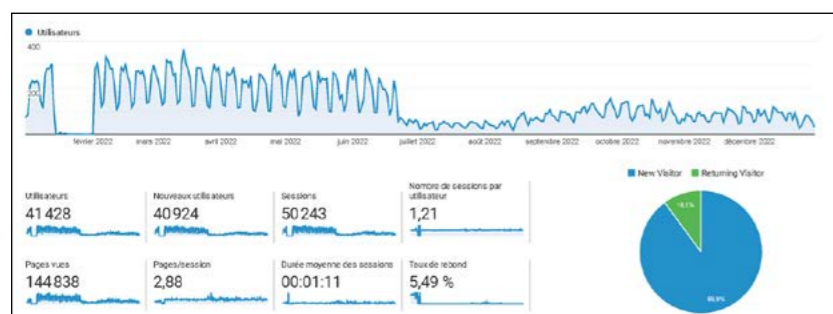 Utilisateurs
400
200
février 2022 mars 2022 avril 2022 mai 2022 juin 2022 juillet 2022 août 2022 septembre 2022 octobre 2022 novembre 2022 décembre 2022
New Visitor Returning Visitor
Utilisateurs
41 428
Nouveaux utilisateurs
40 924
Sessions
50 243
Nombre de sessions par
utilisateur
1,21
Pages vues
144 838
Pages/session
2,88
Durée moyenne des sessions
00:01:11
Taux de rebond
5,49 %